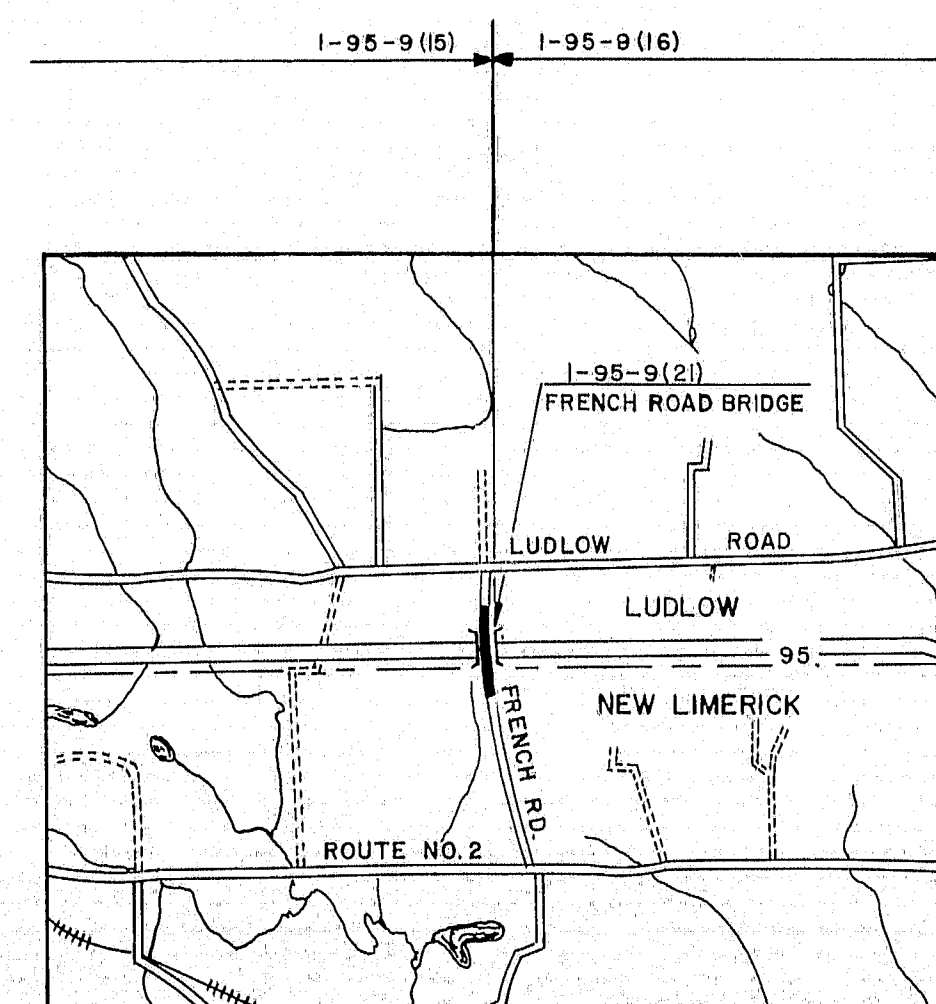 I-95-9(15)
I-95-9(16)
I-95-9(21)
FRENCH ROAD BRIDGE
LUDLOW ROAD
LUDLOW
95
NEW LIMERICK
FRENCH RD.
ROUTE NO. 2